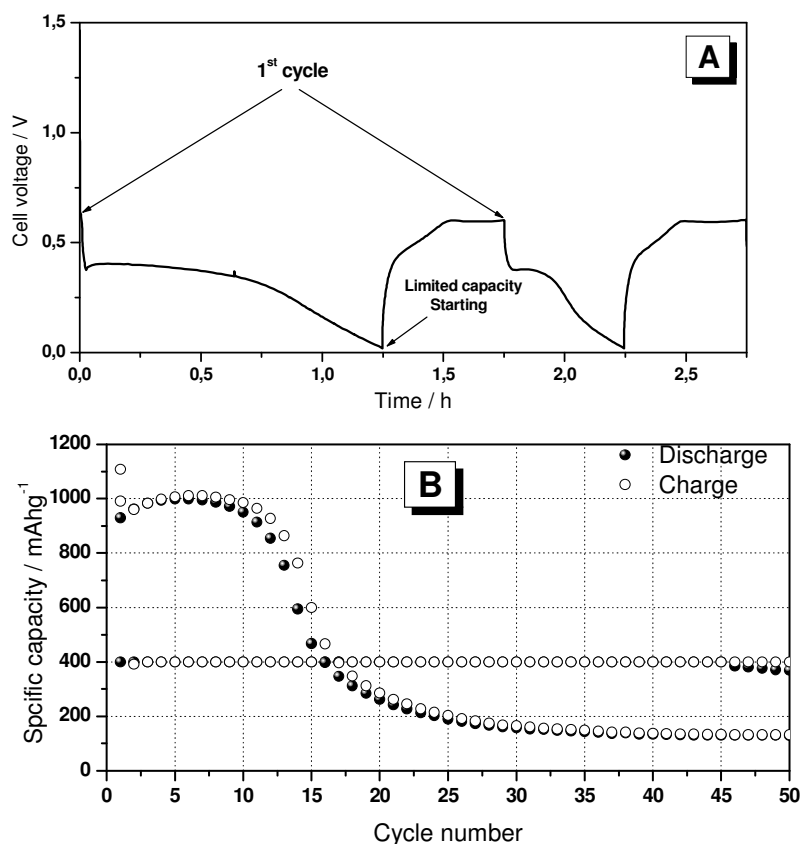 A
1st cycle
Limited capacity
Starting
Cell voltage / V
1,5
1,0
0,5
0,0
0,0 0,5 1,0 1,5 2,0 2,5
Time / h
B
Discharge
Charge
Spcific capacity / mAhg-1
1200
1000
800
600
400
200
0
0 5 10 15 20 25 30 35 40 45 50
Cycle number